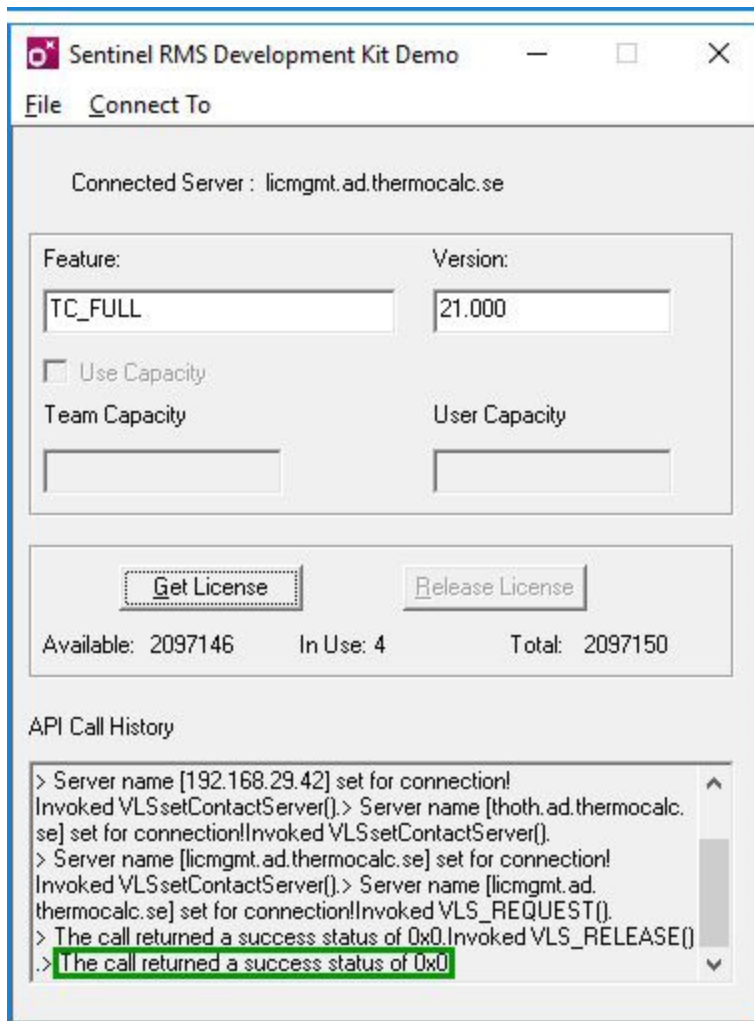 Sentinel RMS Development Kit Demo
File Connect To
Connected Server : licmgmt.ad.thermocalc.se
Feature: Version:
TC_FULL 21.000
Use Capacity
Team Capacity User Capacity
Get License Release License
Available: 2097146 In Use: 4 Total: 2097150
API Call History
> Server name [192.168.29.42] set for connection!
Invoked VLSsetContactServer().> Server name [thoth.ad.thermocalc.
se] set for connection!Invoked VLSsetContactServer().
> Server name [licmgmt.ad.thermocalc.se] set for connection!
Invoked VLSsetContactServer().> Server name [licmgmt.ad.
thermocalc.se] set for connection!Invoked VLS_REQUEST().
> The call returned a success status of 0x0.Invoked VLS_RELEASE()
.> The call returned a success status of 0x0